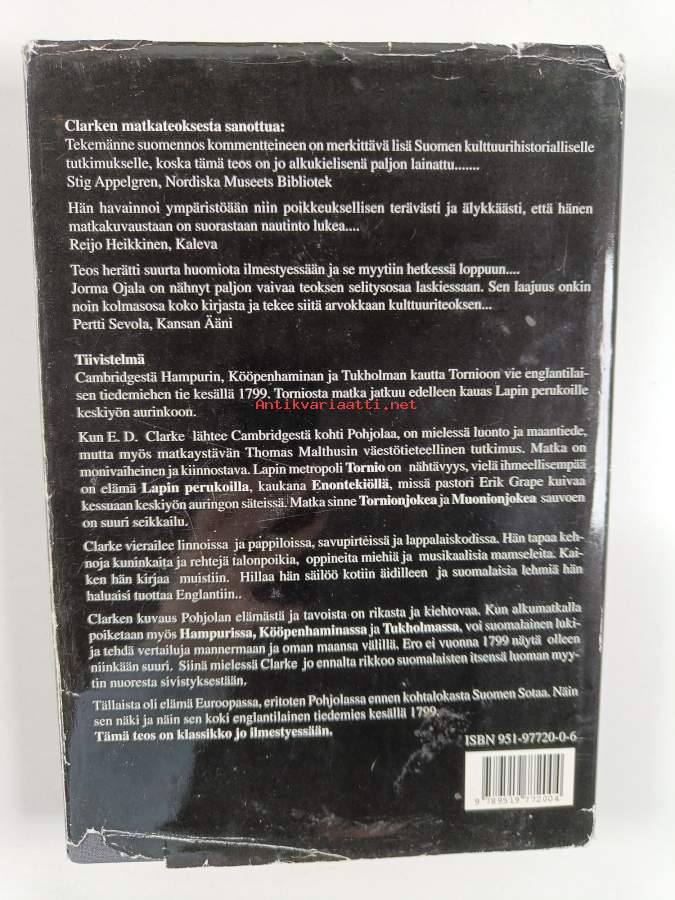 Clarken matkateoksesta sanottua:
Tekemänne suomennos kommentteineen on merkittävä lisä Suomen kulttuurihistorialliselle
tutkimukselle, koska tämä teos on jo alkukielisenä paljon lainattu.......
Stig Appelgren, Nordiska Museets Bibliotek
Hän havainnoi ympäristöään niin poikkeuksellisen terävästi ja älykkäästi, että hänen
matkakuvaustaan on suorastaan nautinto lukea....
Reijo Heikkinen, Kaleva
Teos herätti suurta huomiota ilmestyessään ja se myytiin hetkessä loppuun....
Jorma Ojala on nähnyt paljon vaivaa teoksen selitysosaa laskiessaan. Sen laajuus onkin
noin kolmasosa koko kirjasta ja tekee siitä arvokkaan kulttuuriteoksen...
Pertti Sevola, Kansan Ääni
Tiivistelmä
Cambridgestä Hampurin, Kööpenhaminan ja Tukholman kautta Tornioon vie englantilai-
sen tiedemiehen tie kesällä 1799. Torniosta matka jatkuu edelleen kauas Lapin perukoille
keskiyön aurinkoon.
Antikvariaatti.net
Kun E. D. Clarke lähtee Cambridgestä kohti Pohjolaa, on mielessä luonto ja maantiede,
mutta myös matkaystävän Thomas Malthusin väestötieteellinen tutkimus. Matka on
monivaiheinen ja kiinnostava. Lapin metropoli Tornio on nähtävyys, vielä ihmeellisempää
on elämä Lapin perukoilla, kaukana Enontekiöllä, missä pastori Erik Grape kuivaa
kessuaan keskiyön auringon säteissä. Matka sinne Tornionjokea ja Muonionjokea sauvoen
on suuri seikkailu.
Clarke vierailee linnoissa ja pappiloissa, savupirteissä ja lappalaiskodissa. Hän tapaa keh-
noja kuninkaita ja rehtejä talonpoikia, oppineita miehiä ja musikaalisia mamseleita. Kai-
ken hän kirjaa muistiin. Hillaa hän säilöö kotiin äidilleen ja suomalaisia lehmiä hän
haluaisi tuottaa Englantiin..
Clarken kuvaus Pohjolan elämästä ja tavoista on rikasta ja kiehtovaa. Kun alkumatkalla
poiketaan myös Hampurissa, Kööpenhaminassa ja Tukholmassa, voi suomalainen luki-
ja tehdä vertailuja mannermaan ja oman maansa välillä. Ero ei vuonna 1799 näytä olleen
niinkään suuri. Siinä mielessä Clarke jo ennalta rikkoo suomalaisten itsensä luoman myy-
tin nuoresta sivistyksestään.
Tällaista oli elämä Euroopassa, eritoten Pohjolassa ennen kohtalokasta Suomen Sotaa. Näin
sen näki ja näin sen koki englantilainen tiedemies kesällä 1799.
Tämä teos on klassikko jo ilmestyessään.
ISBN 951-97720-0-6
9 789519 772004